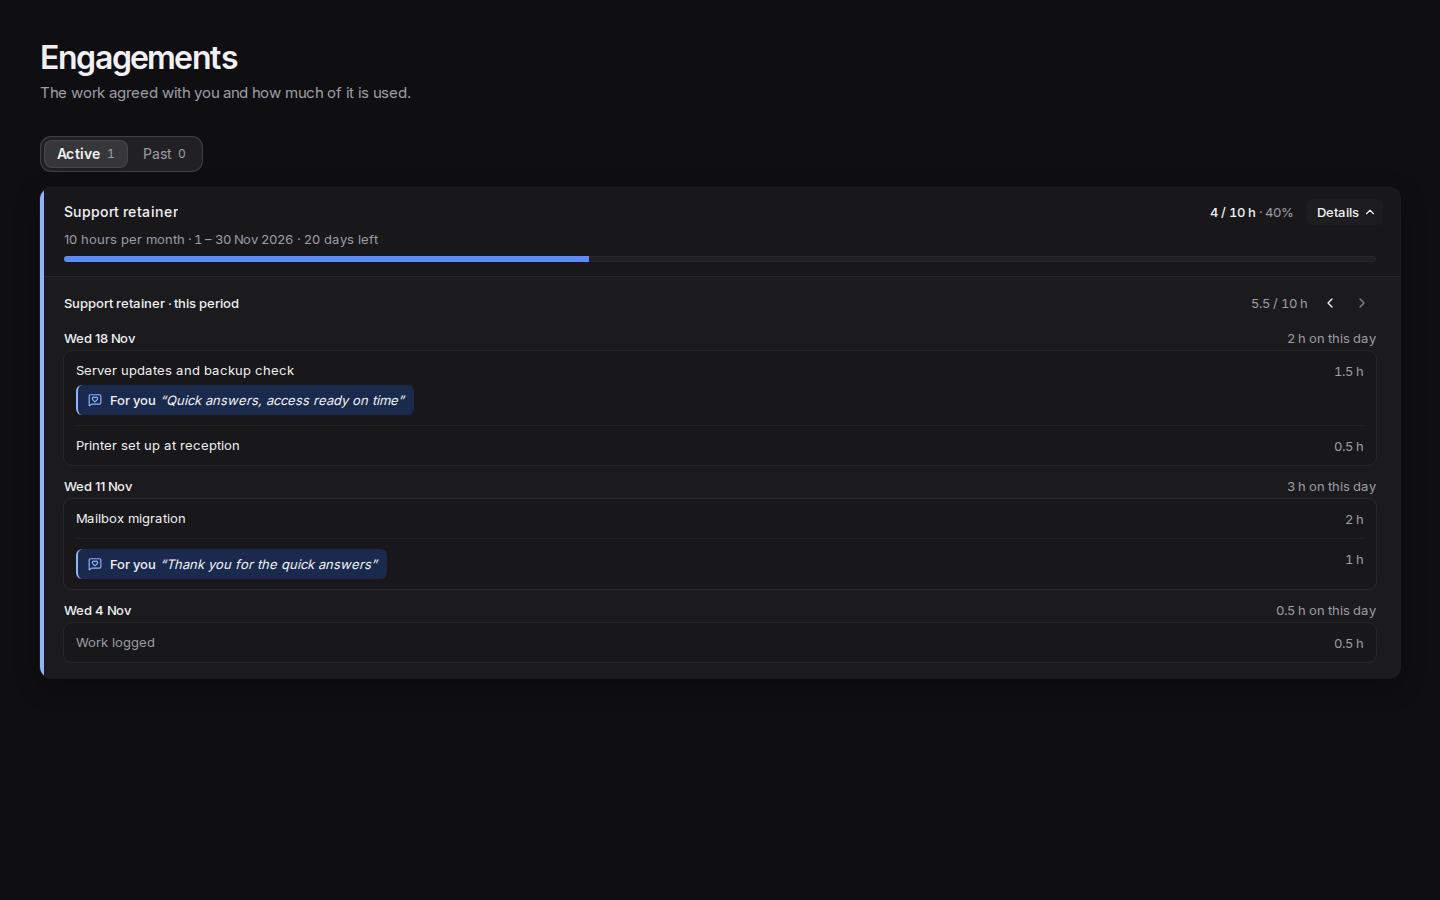 Engagements
The work agreed with you and how much of it is used.
Active 1 Past 0
Support retainer 4 / 10 h · 40% Details
10 hours per month · 1 – 30 Nov 2026 · 20 days left
Support retainer · this period 5.5 / 10 h
Wed 18 Nov 2 h on this day
Server updates and backup check 1.5 h
For you “Quick answers, access ready on time”
Printer set up at reception 0.5 h
Wed 11 Nov 3 h on this day
Mailbox migration 2 h
For you “Thank you for the quick answers” 1 h
Wed 4 Nov 0.5 h on this day
Work logged 0.5 h